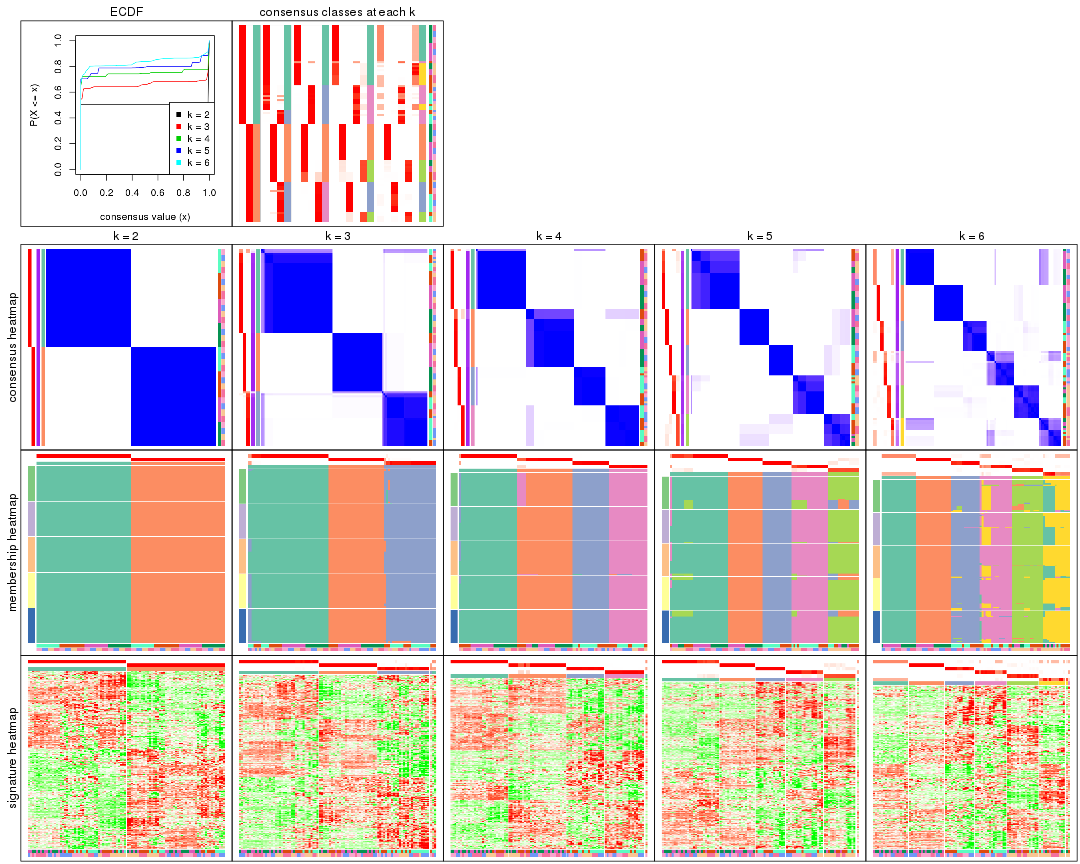 ECDF
consensus classes at each k
P(X <= x)
1.0
0.8
0.6
0.4
0.2
0.0
k = 2
k = 3
k = 4
k = 5
k = 6
0.0 0.2 0.4 0.6 0.8 1.0
consensus value (x)
k = 2
k = 3
k = 4
k = 5
k = 6
consensus heatmap
membership heatmap
signature heatmap